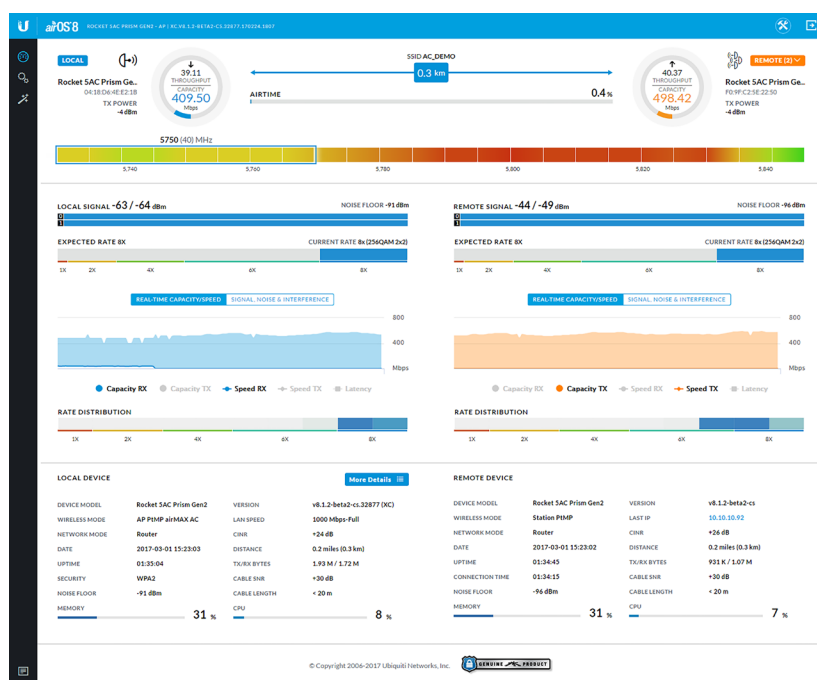 airOS 8 ROCKET 5AC PRISM GEN2 - AP | XC.V8.1.2-BETA2-CS.32877.170224.1807
LOCAL
Rocket 5AC Prism Ge...
04:18:D6:4E:E2:18
TX POWER
-4 dBm
39.11
THROUGHPUT
CAPACITY
409.50
Mbps
SSID AC_DEMO
0.3 km
AIRTIME 0.4 %
40.37
THROUGHPUT
CAPACITY
498.42
Mbps
REMOTE (2)
Rocket 5AC Prism Ge...
F0:9F:C2:5E:22:50
TX POWER
-4 dBm
5750 (40) MHz
5,740 5,760 5,780 5,800 5,820 5,840
LOCAL SIGNAL -63 / -64 dBm NOISE FLOOR -91 dBm
0
1
EXPECTED RATE 8X CURRENT RATE 8x (256QAM 2x2)
1X 2X 4X 6X 8X
REAL-TIME CAPACITY/SPEED SIGNAL, NOISE & INTERFERENCE
800
400
Mbps
Capacity RX Capacity TX Speed RX Speed TX Latency
RATE DISTRIBUTION
1X 2X 4X 6X 8X
REMOTE SIGNAL -44 / -49 dBm NOISE FLOOR -96 dBm
0
1
EXPECTED RATE 8X CURRENT RATE 8x (256QAM 2x2)
1X 2X 4X 6X 8X
REAL-TIME CAPACITY/SPEED SIGNAL, NOISE & INTERFERENCE
800
400
Mbps
Capacity RX Capacity TX Speed RX Speed TX Latency
RATE DISTRIBUTION
1X 2X 4X 6X 8X
LOCAL DEVICE More Details
DEVICE MODEL Rocket 5AC Prism Gen2 VERSION v8.1.2-beta2-cs.32877 (XC)
WIRELESS MODE AP PtMP airMAX AC LAN SPEED 1000 Mbps-Full
NETWORK MODE Router CINR +24 dB
DATE 2017-03-01 15:23:03 DISTANCE 0.2 miles (0.3 km)
UPTIME 01:35:04 TX/RX BYTES 1.93 M / 1.72 M
SECURITY WPA2 CABLE SNR +30 dB
NOISE FLOOR -91 dBm CABLE LENGTH < 20 m
MEMORY 31 % CPU 8 %
REMOTE DEVICE
DEVICE MODEL Rocket 5AC Prism Gen2 VERSION v8.1.2-beta2-cs
WIRELESS MODE Station PtMP LAST IP 10.10.10.92
NETWORK MODE Router CINR +26 dB
DATE 2017-03-01 15:23:02 DISTANCE 0.2 miles (0.3 km)
UPTIME 01:34:45 TX/RX BYTES 931 K / 1.07 M
CONNECTION TIME 01:34:15 CABLE SNR +30 dB
NOISE FLOOR -96 dBm CABLE LENGTH < 20 m
MEMORY 31 % CPU 7 %
© Copyright 2006-2017 Ubiquiti Networks, Inc. GENUINE PRODUCT